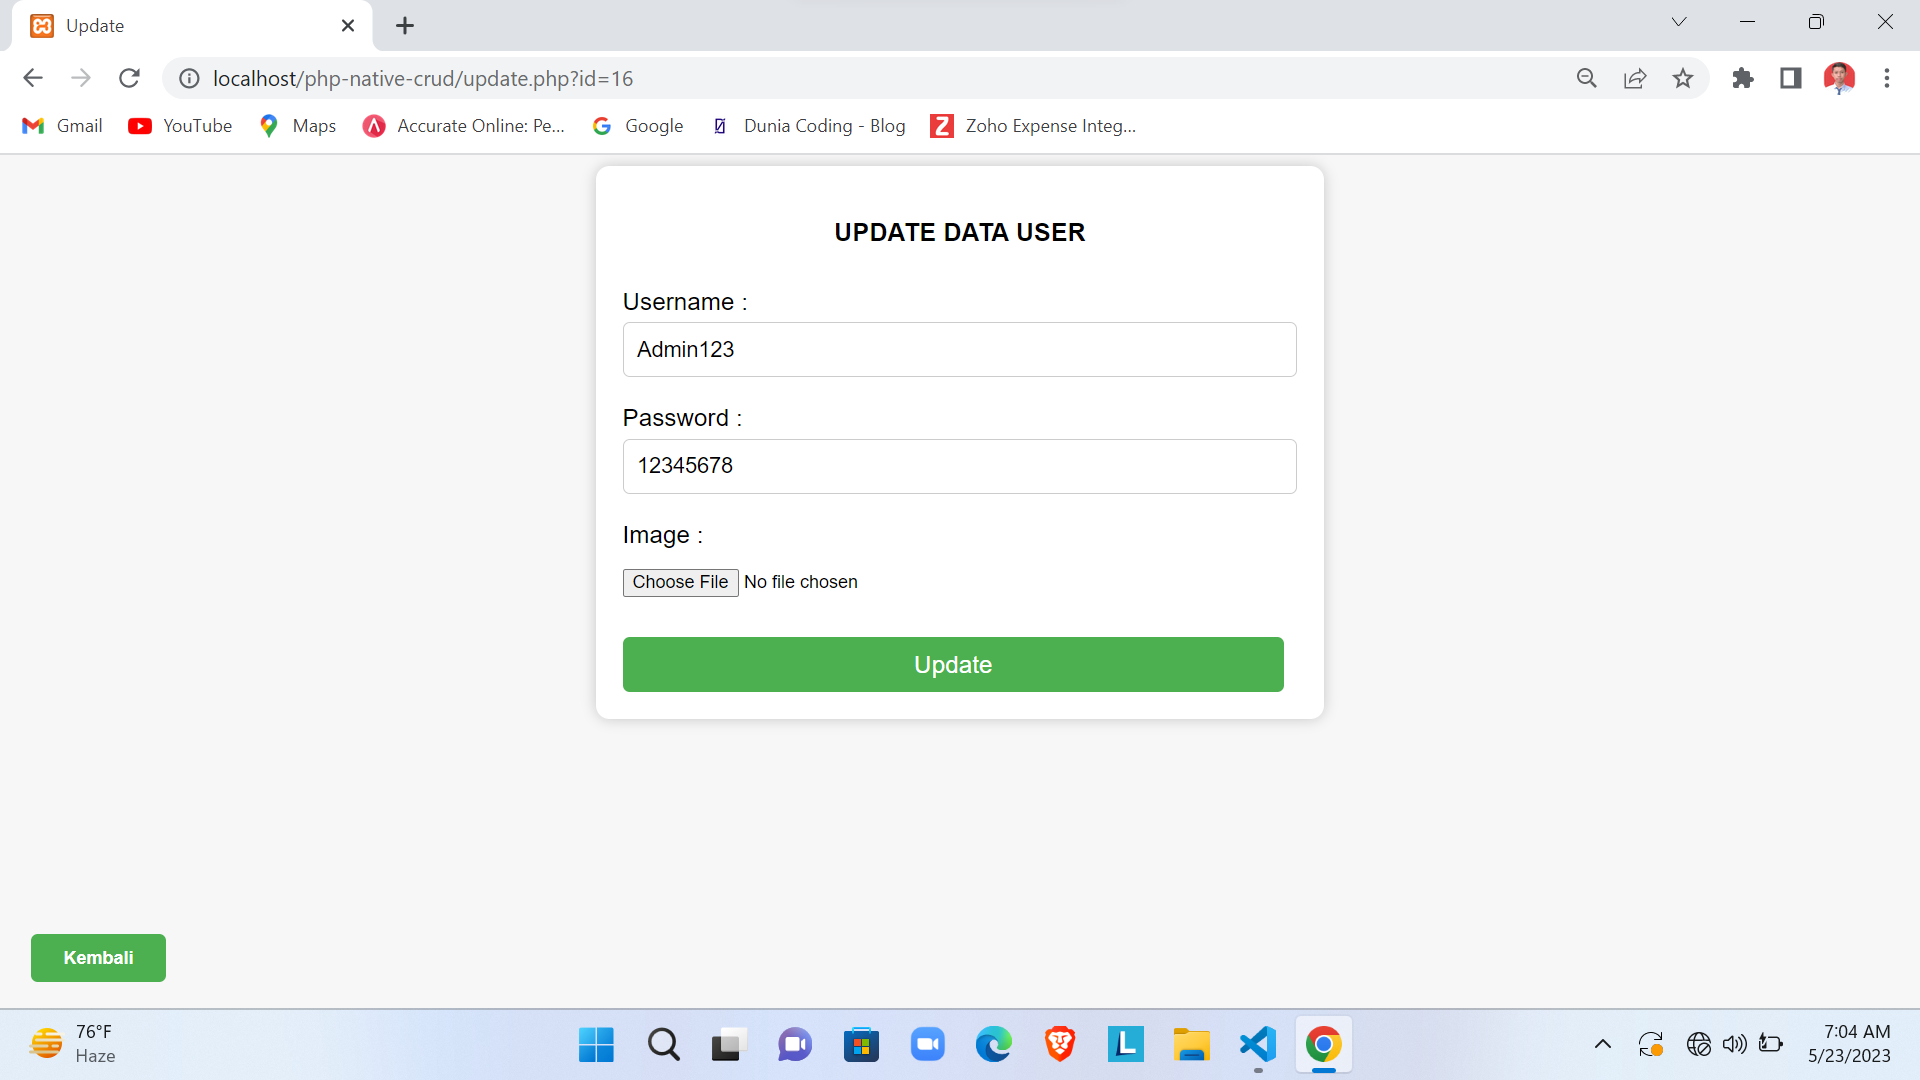 Update
localhost/php-native-crud/update.php?id=16
Gmail YouTube Maps Accurate Online: Pe... Google Dunia Coding - Blog Zoho Expense Integ...
UPDATE DATA USER
Username :
Admin123
Password :
12345678
Image :
Choose File No file chosen
Update
Kembali
76°F
Haze
7:04 AM
5/23/2023